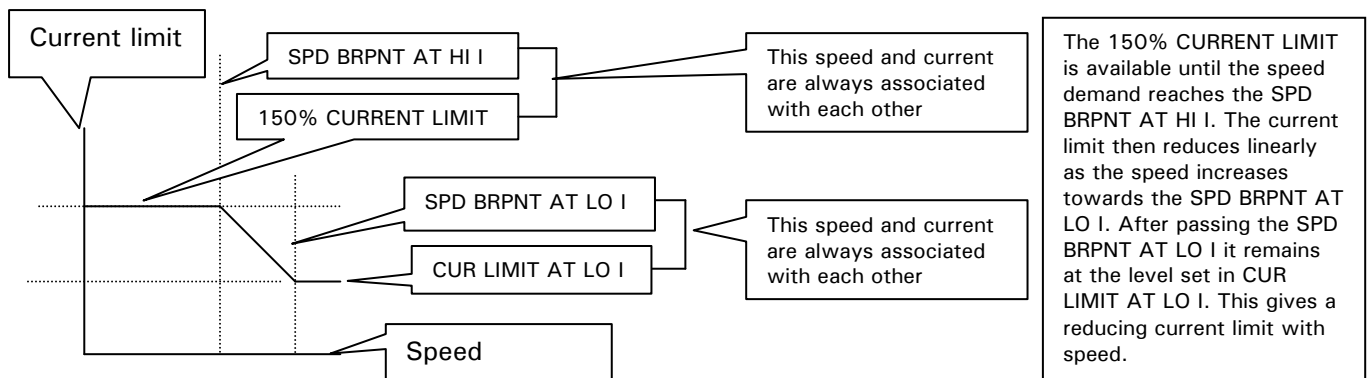 Current limit
SPD BRPNT AT HI I
150% CURRENT LIMIT
This speed and current
are always associated
with each other
SPD BRPNT AT LO I
CUR LIMIT AT LO I
This speed and current
are always associated
with each other
Speed
The 150% CURRENT LIMIT
is available until the speed
demand reaches the SPD
BRPNT AT HI I. The current
limit then reduces linearly
as the speed increases
towards the SPD BRPNT AT
LO I. After passing the SPD
BRPNT AT LO I it remains
at the level set in CUR
LIMIT AT LO I. This gives a
reducing current limit with
speed.